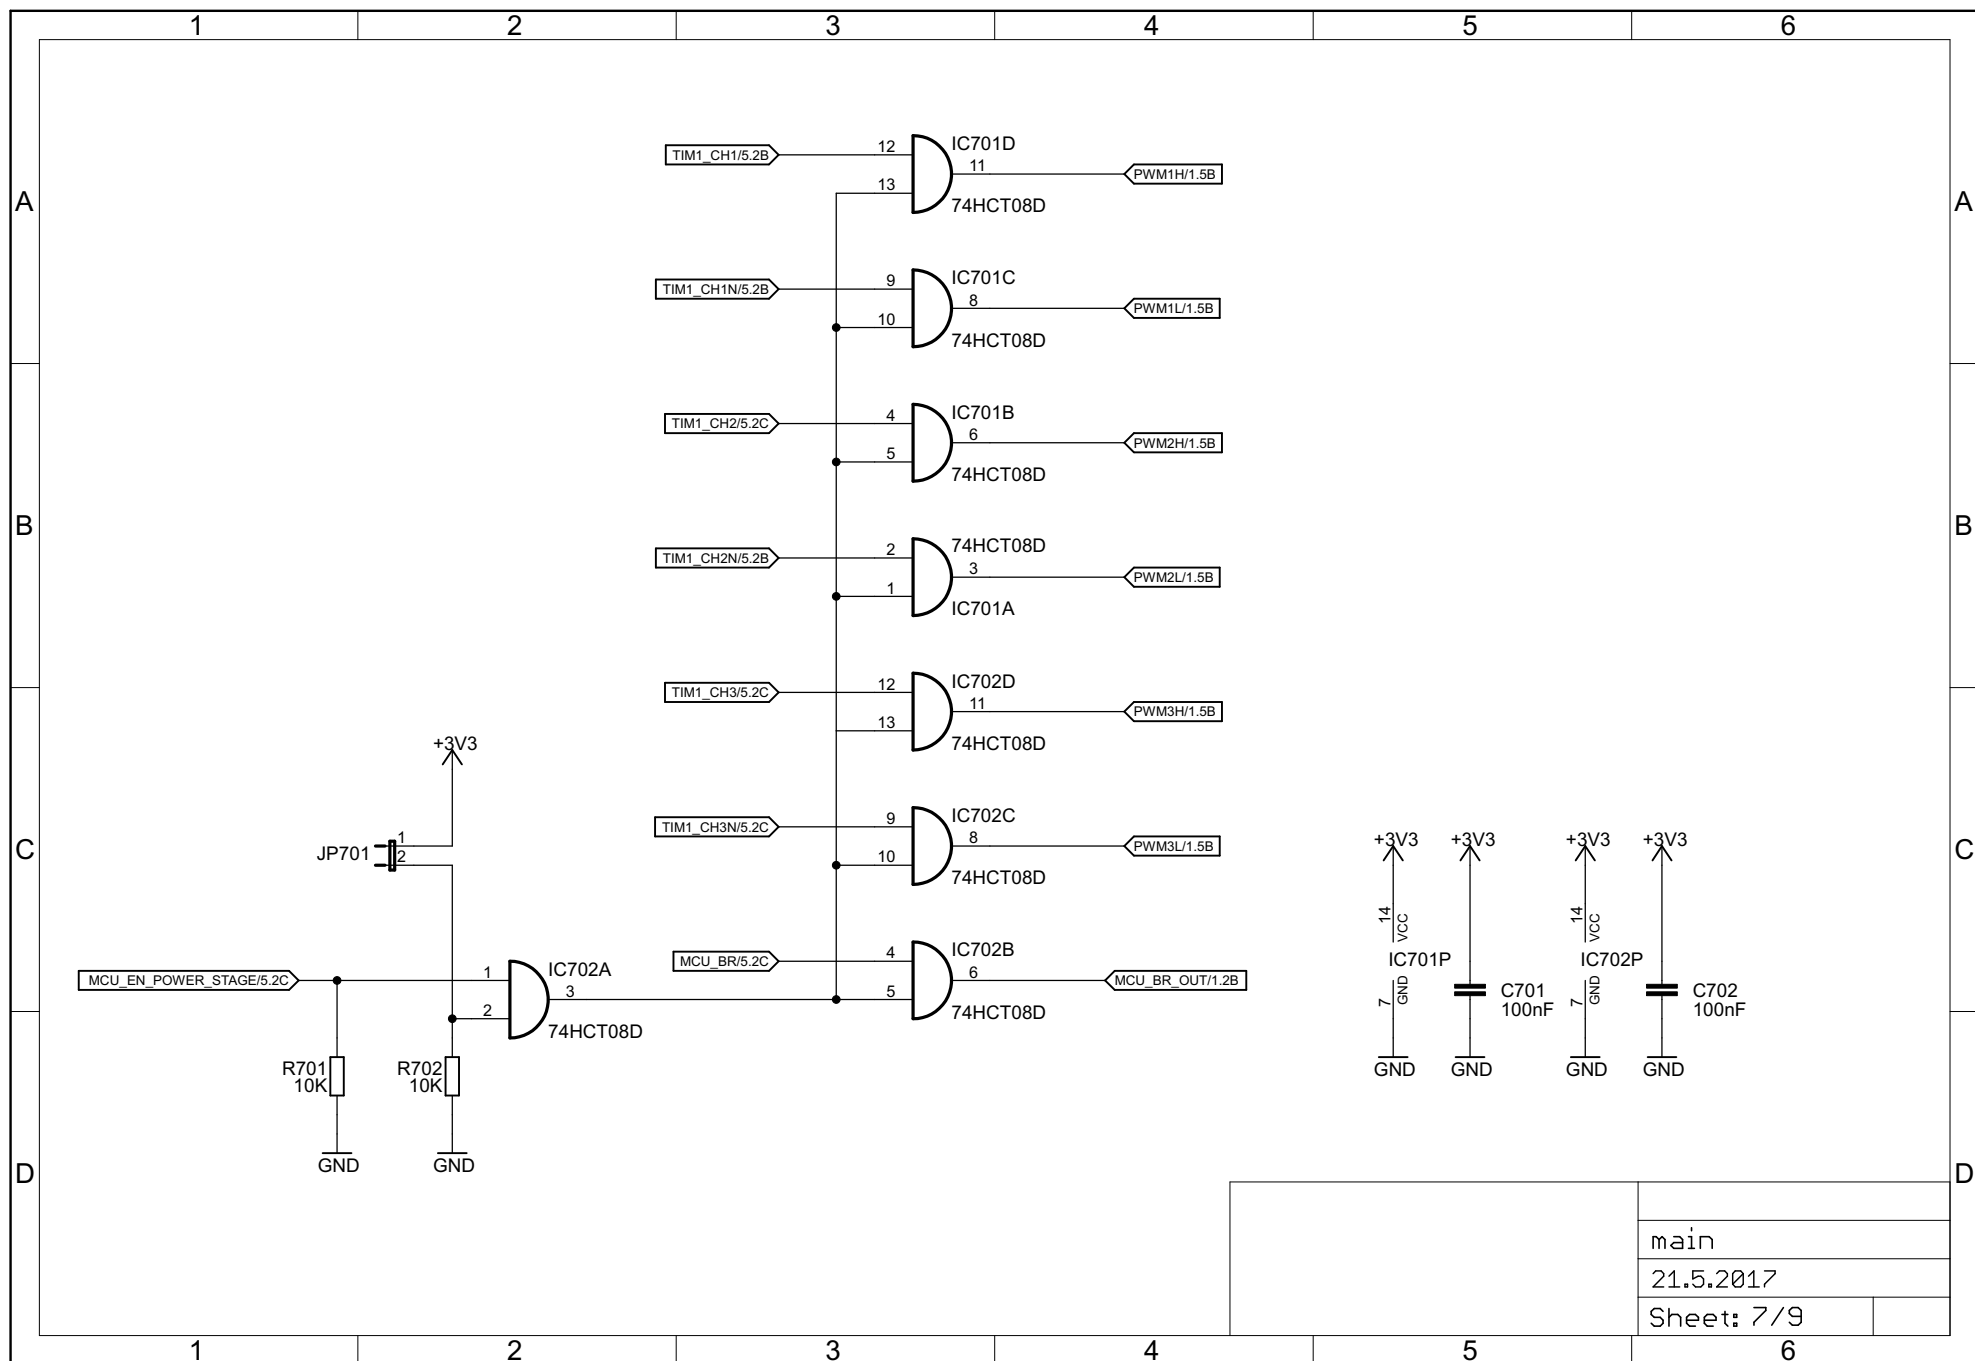 1 2 3 4 5 6
A
A
TIM1_CH1/5.2B 12 IC701D
11 PWM1H/1.5B
13
74HCT08D
TIM1_CH1N/5.2B 9 IC701C
8 PWM1L/1.5B
10
74HCT08D
TIM1_CH2/5.2C 4 IC701B
6 PWM2H/1.5B
5
74HCT08D
B
B
TIM1_CH2N/5.2B 2 74HCT08D
3 PWM2L/1.5B
1
IC701A
TIM1_CH3/5.2C 12 IC702D
11 PWM3H/1.5B
13
74HCT08D
+3V3
TIM1_CH3N/5.2C 9 IC702C
8 PWM3L/1.5B
10
74HCT08D
C
C
JP701
1
2
+3V3 +3V3 +3V3 +3V3
14 VCC 14 VCC
IC701P IC702P
7 GND 7 GND
C701
100nF
C702
100nF
GND GND GND GND
MCU_EN_POWER_STAGE/5.2C 1 IC702A
3
2
74HCT08D
MCU_BR/5.2C 4 IC702B
6 MCU_BR_OUT/1.2B
5
74HCT08D
R701
10K
R702
10K
GND GND
D
D
main
21.5.2017
Sheet: 7/9
1 2 3 4 5 6